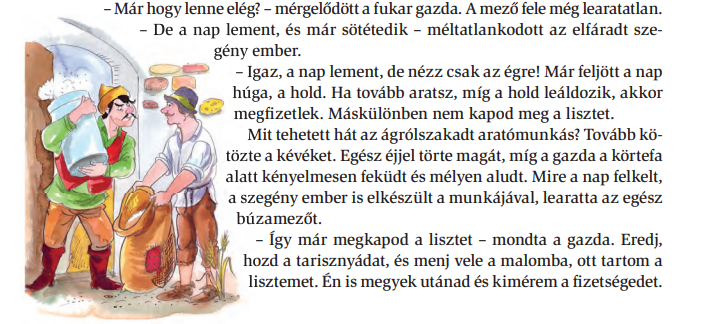 – Már hogy lenne elég? – mérgelődött a fukar gazda. A mező fele még learatatlan.
– De a nap lement, és már sötétedik – méltatlankodott az elfáradt sze-
gény ember.
– Igaz, a nap lement, de nézz csak az égre! Már feljött a nap
húga, a hold. Ha tovább aratsz, míg a hold leáldozik, akkor
megfizetlek. Máskülönben nem kapod meg a lisztet.
Mit tehetett hát az ágrólszakadt aratómunkás? Tovább kö-
tözte a kévéket. Egész éjjel törte magát, míg a gazda a körtefa
alatt kényelmesen feküdt és mélyen aludt. Mire a nap felkelt,
a szegény ember is elkészült a munkájával, learatta az egész
búzamezőt.
– Így már megkapod a lisztet – mondta a gazda. Eredj,
hozd a tarisznyádat, és menj vele a malomba, ott tartom a
lisztemet. Én is megyek utánad és kimérem a fizetségedet.